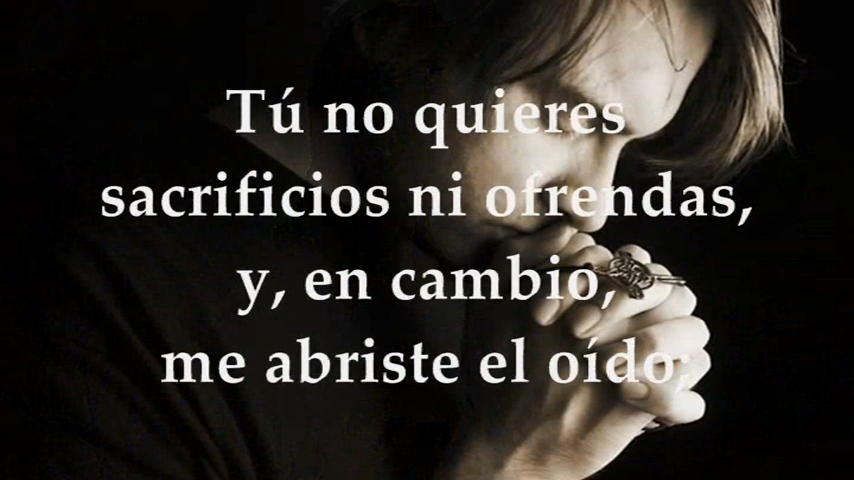 Tú no quieres
sacrificios ni ofrendas,
y, en cambio,
me abriste el oído;